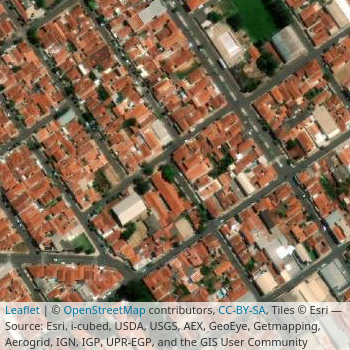 Leaflet | © OpenStreetMap contributors, CC-BY-SA, Tiles © Esri —
Source: Esri, i-cubed, USDA, USGS, AEX, GeoEye, Getmapping,
Aerogrid, IGN, IGP, UPR-EGP, and the GIS User Community